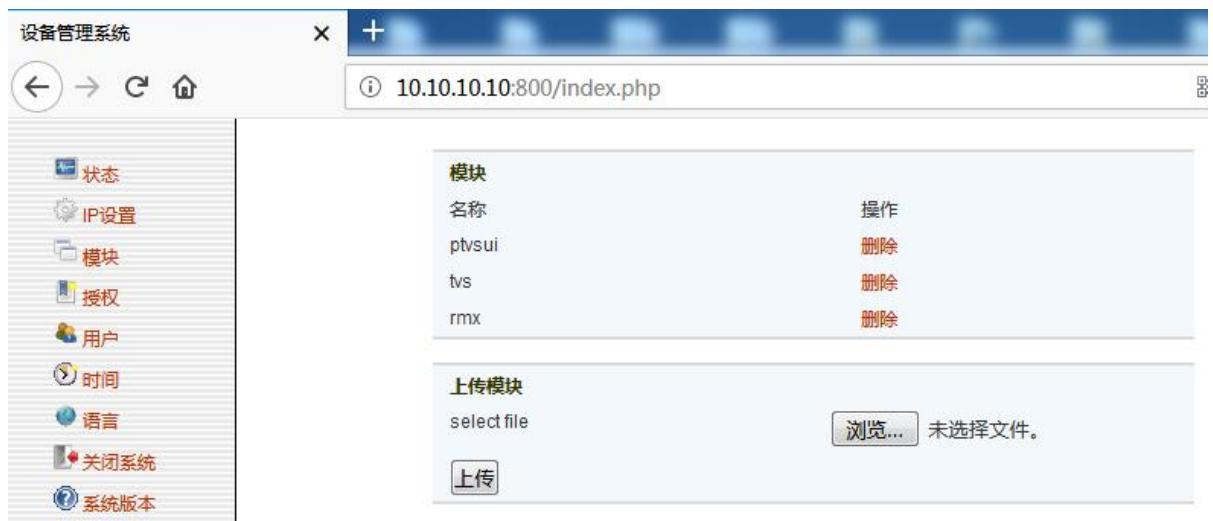 设备管理系统
10.10.10.10:800/index.php
状态
IP设置
模块
授权
用户
时间
语言
关闭系统
系统版本
模块
名称 操作
ptvsui 删除
tvs 删除
rmx 删除
上传模块
select file 浏览... 未选择文件。
上传